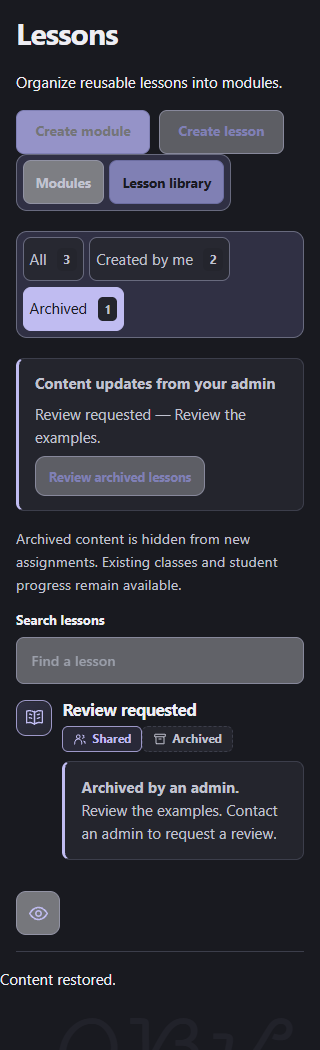 Lessons
Organize reusable lessons into modules.
Create module
Create lesson
Modules
Lesson library
All 3
Created by me 2
Archived 1
Content updates from your admin
Review requested — Review the
examples.
Review archived lessons
Archived content is hidden from new
assignments. Existing classes and student
progress remain available.
Search lessons
Find a lesson
Review requested
Shared
Archived
Archived by an admin.
Review the examples. Contact
an admin to request a review.
Content restored.